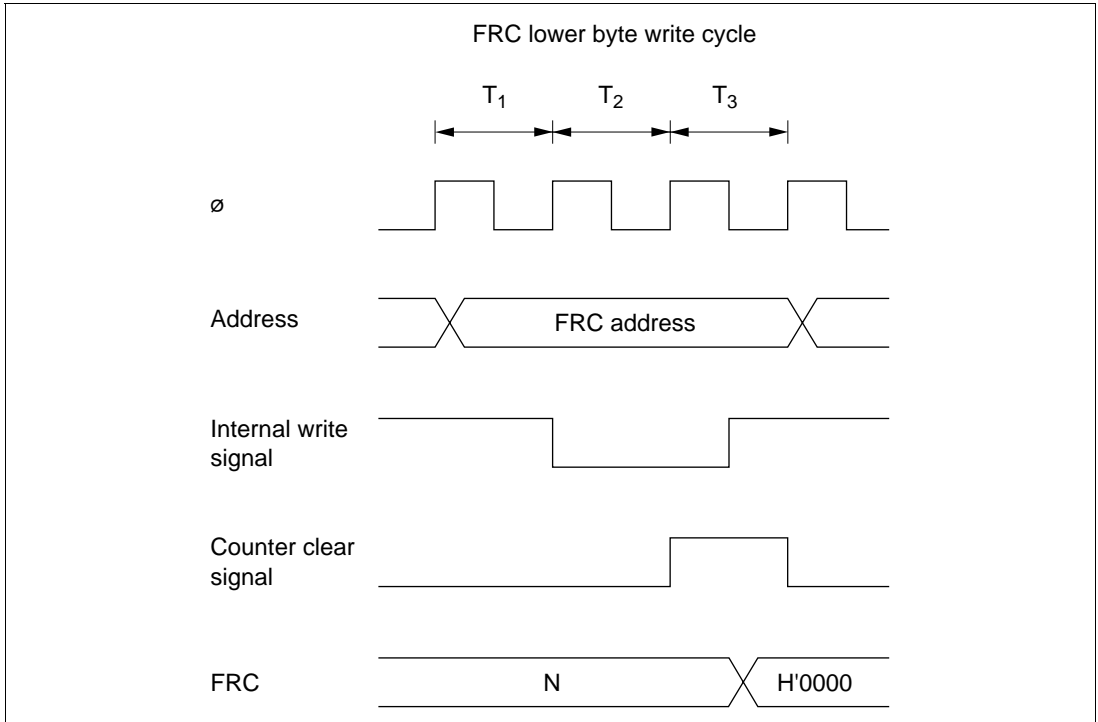 FRC lower byte write cycle
T₁ T₂ T₃
ø
Address
FRC address
Internal write
signal
Counter clear
signal
FRC
N
H'0000